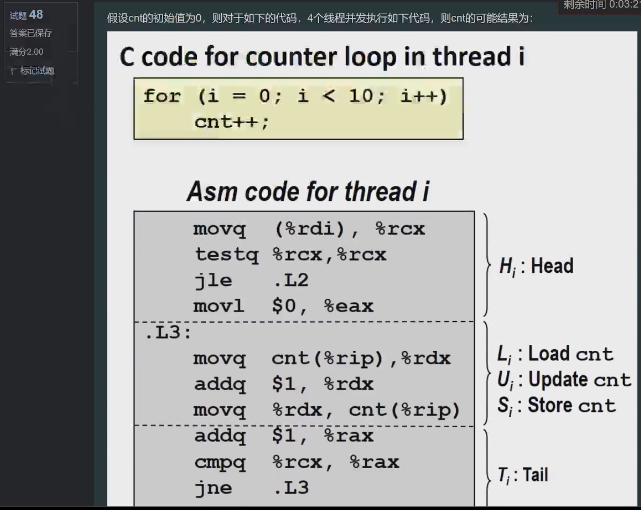 剩余时间 0:03:2
试题 48
答案已保存
满分2.00
标记试题
假设cnt的初始值为0，则对于如下的代码，4个线程并发执行如下代码，则cnt的可能结果为：
C code for counter loop in thread i
for (i = 0; i < 10; i++)
cnt++;
Asm code for thread i
movq (%rdi), %rcx
testq %rcx,%rcx
jle .L2
movl $0, %eax
Hi : Head
.L3:
movq cnt(%rip),%rdx
addq $1, %rdx
movq %rdx, cnt(%rip)
Li : Load cnt
Ui : Update cnt
Si : Store cnt
addq $1, %rax
cmpq %rcx, %rax
jne .L3
Ti : Tail